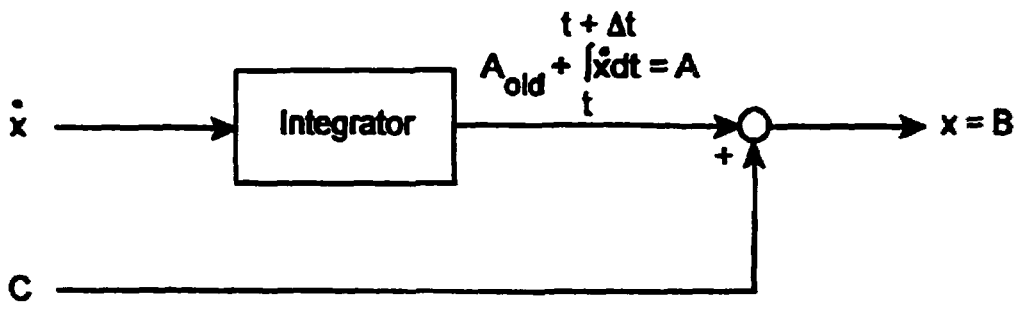 t + Δt
A_old + ∫ẋdt = A
t
ẋ
Integrator
x = B
+
C